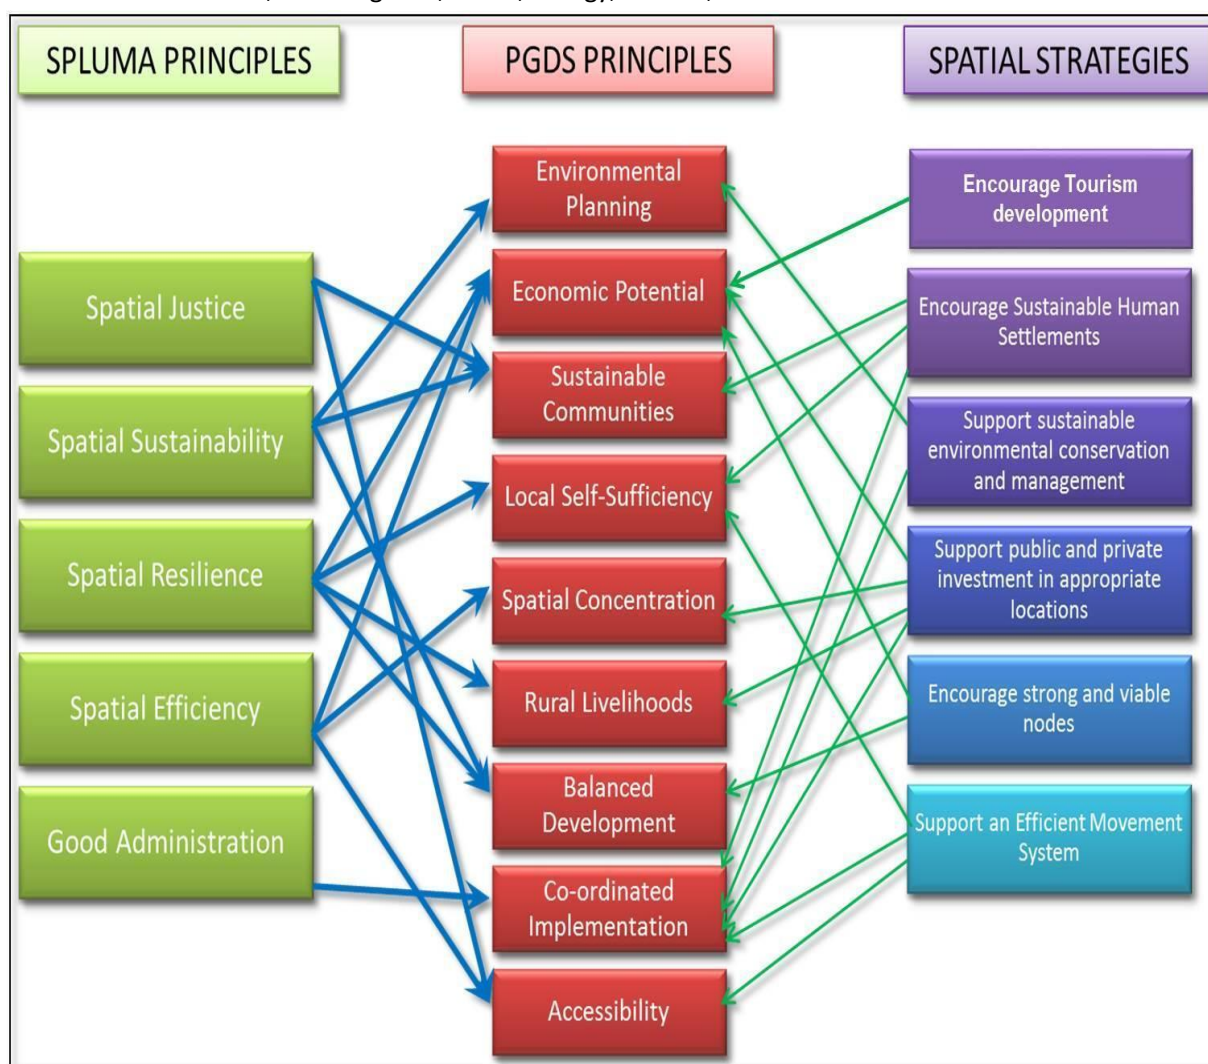 SPLUMA PRINCIPLES
PGDS PRINCIPLES
SPATIAL STRATEGIES
Spatial Justice
Spatial Sustainability
Spatial Resilience
Spatial Efficiency
Good Administration
Environmental
Planning
Economic Potential
Sustainable
Communities
Local Self-Sufficiency
Spatial Concentration
Rural Livelihoods
Balanced
Development
Co-ordinated
Implementation
Accessibility
Encourage Tourism
development
Encourage Sustainable Human
Settlements
Support sustainable
environmental conservation
and management
Support public and private
investment in appropriate
locations
Encourage strong and viable
nodes
Support an Efficient Movement
System